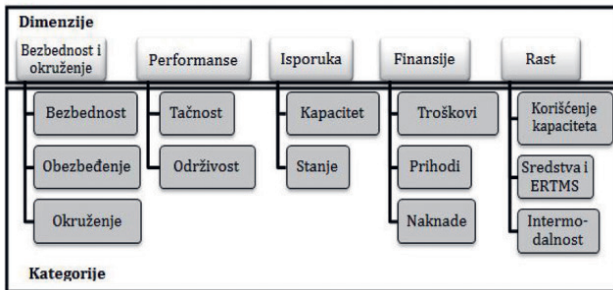 Dimenzije
Bezbednost i
okruženje
Performanse
Isporuka
Finansije
Rast
Bezbednost
Obezbeđenje
Okruženje
Tačnost
Održivost
Kapacitet
Stanje
Troškovi
Prihodi
Naknade
Korišćenje
kapaciteta
Sredstva i
ERTMS
Intermo-
dalnost
Kategorije